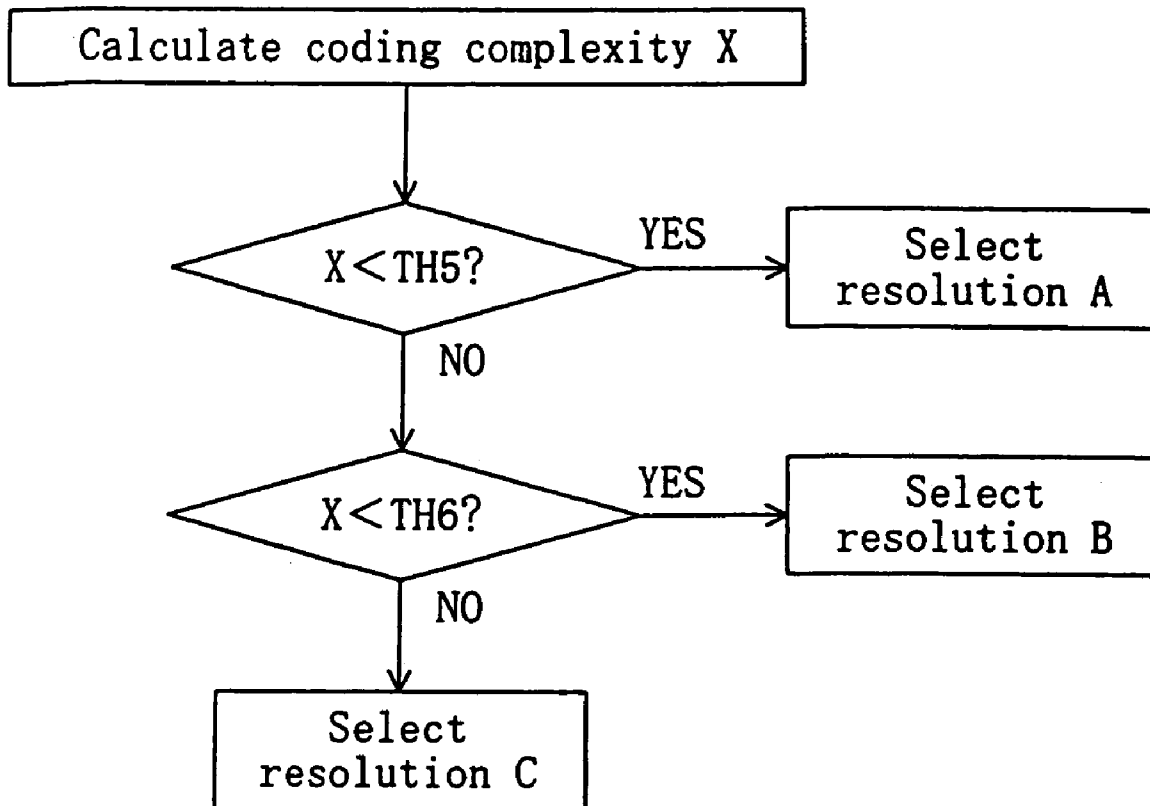 Calculate coding complexity X
X<TH5?
YES
Select
resolution A
NO
X<TH6?
YES
Select
resolution B
NO
Select
resolution C